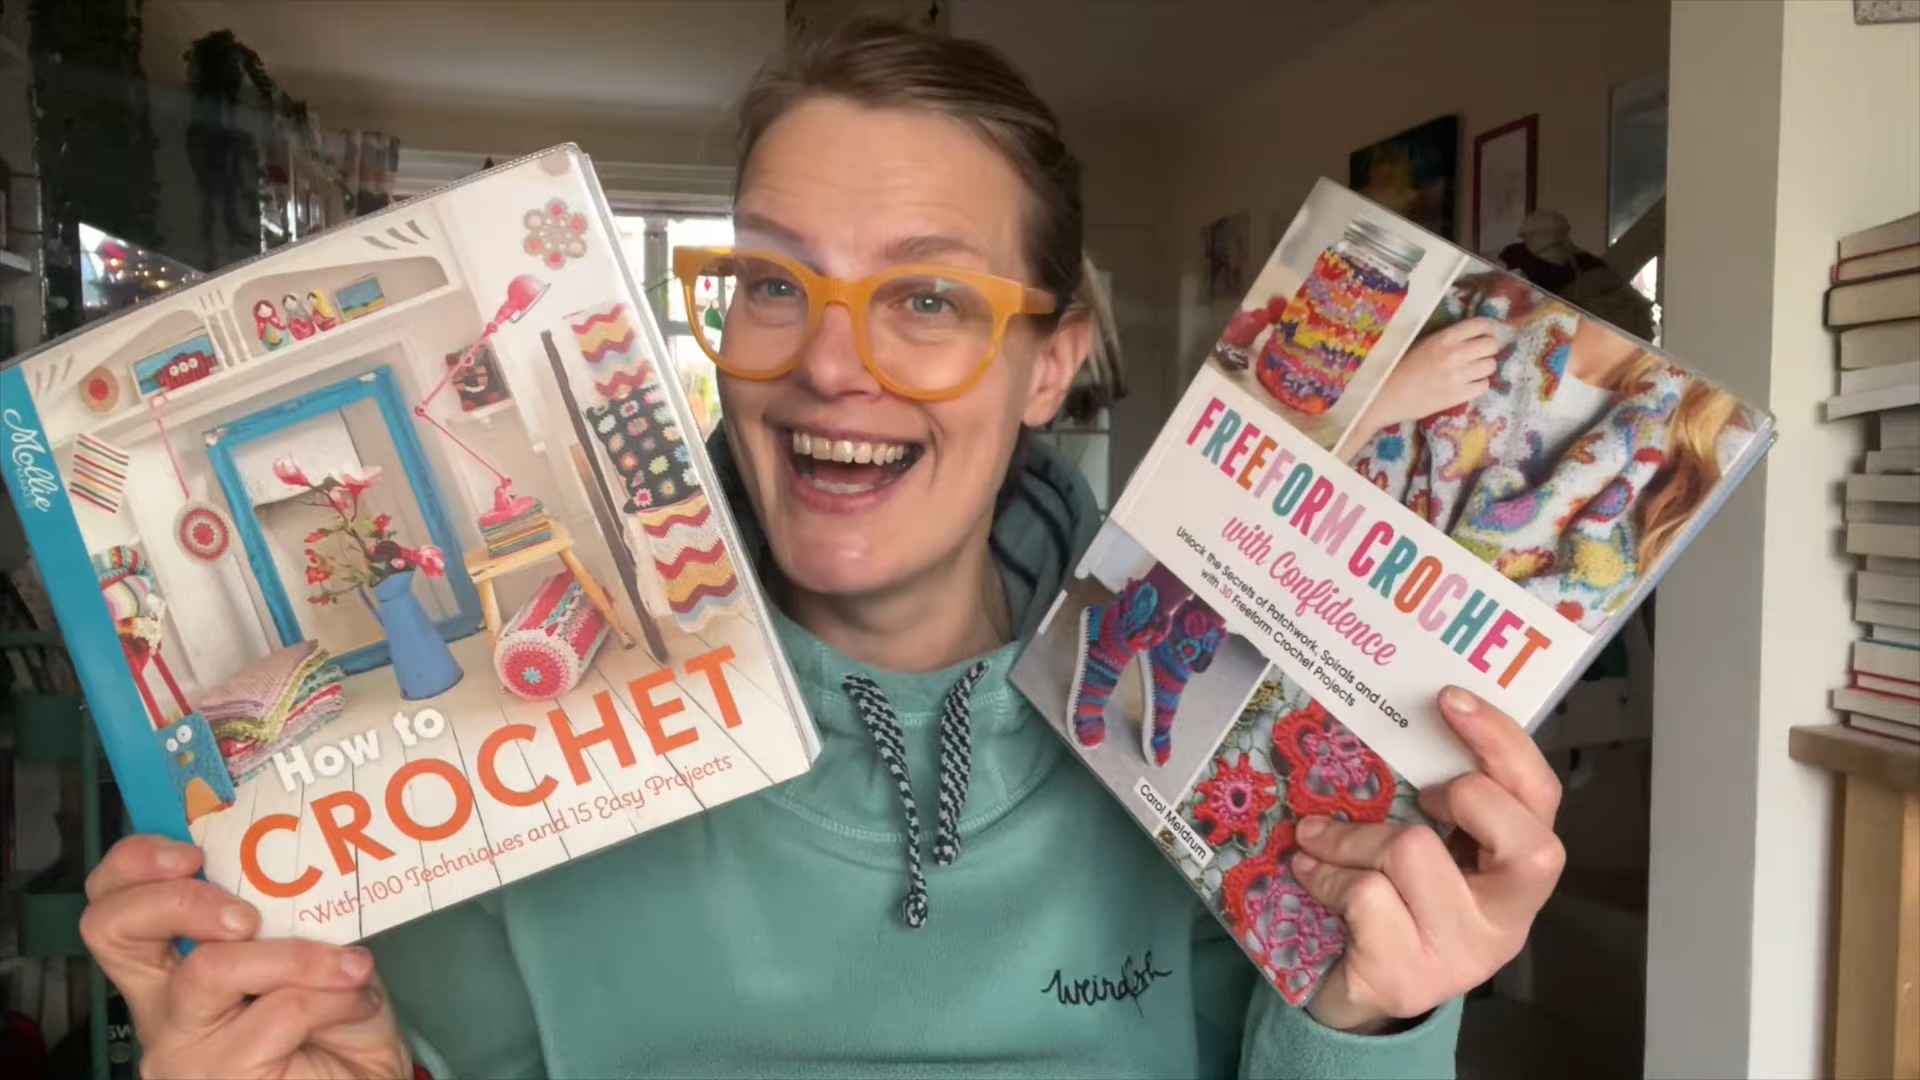 Mollie
MAKES
How to
CROCHET
With 100 Techniques and 15 Easy Projects
FREEFORM CROCHET
with Confidence
Unlock the Secrets of Patchwork, Spirals and Lace
with 30 Freeform Crochet Projects
Carol Meldrum
Weirdfish